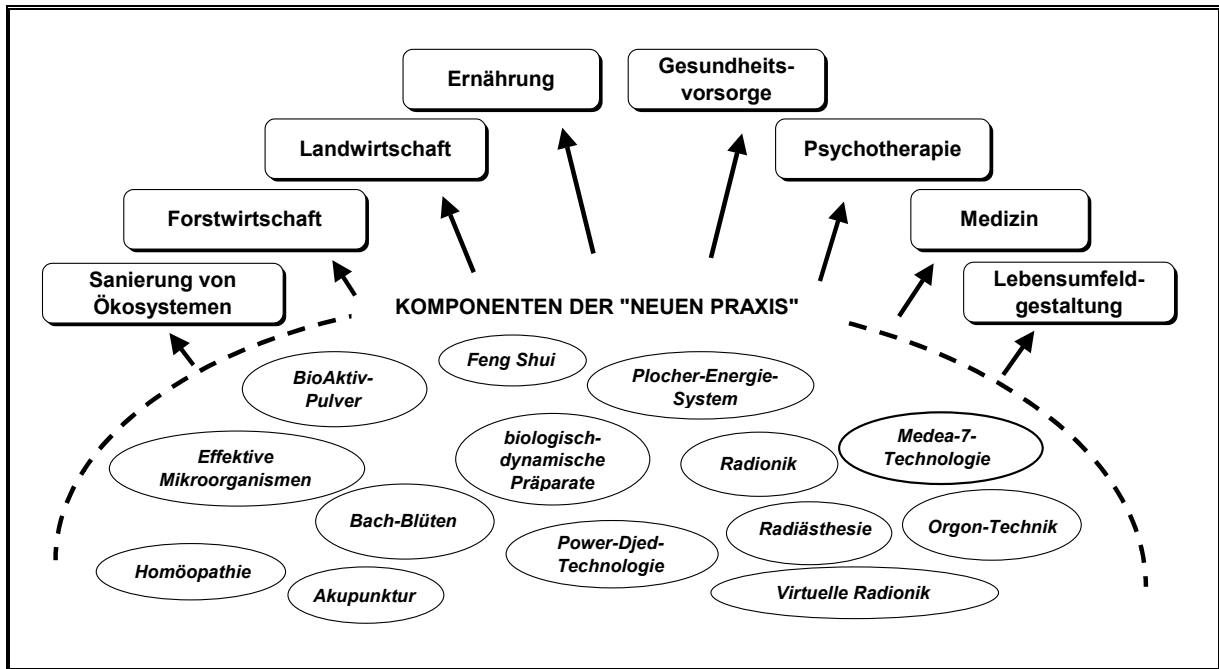 Ernährung
Gesundheits-
vorsorge
Landwirtschaft
Psychotherapie
Forstwirtschaft
Medizin
Sanierung von
Ökosystemen
Lebensumfeld-
gestaltung
KOMPONENTEN DER "NEUEN PRAXIS"
Feng Shui
BioAktiv-
Pulver
Plocher-Energie-
System
biologisch-
dynamische
Präparate
Medea-7-
Technologie
Effektive
Mikroorganismen
Radionik
Bach-Blüten
Radiästhesie
Orgon-Technik
Power-Djed-
Technologie
Homöopathie
Akupunktur
Virtuelle Radionik